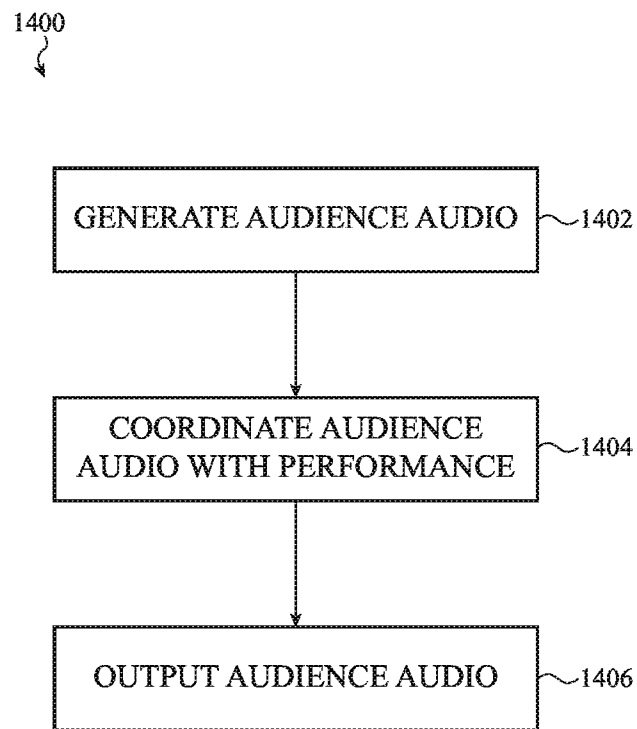 1400
GENERATE AUDIENCE AUDIO
1402
COORDINATE AUDIENCE
AUDIO WITH PERFORMANCE
1404
OUTPUT AUDIENCE AUDIO
1406